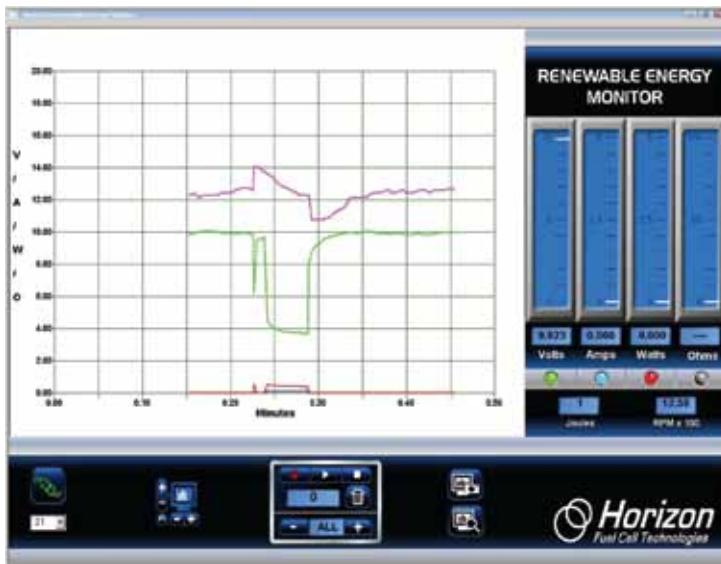 RENEWABLE ENERGY
MONITOR
20.00
18.00
16.00
14.00
12.00
10.00
8.00
6.00
4.00
2.00
0.00
V / A / W / O
0.00 0.10 0.20 0.30 0.40 0.50
Minutes
9.823 0.000 0.000 ----
Volts Amps Watts Ohms
1
Joules RPM x 100
0
21
- ALL +
Horizon
Fuel Cell Technologies